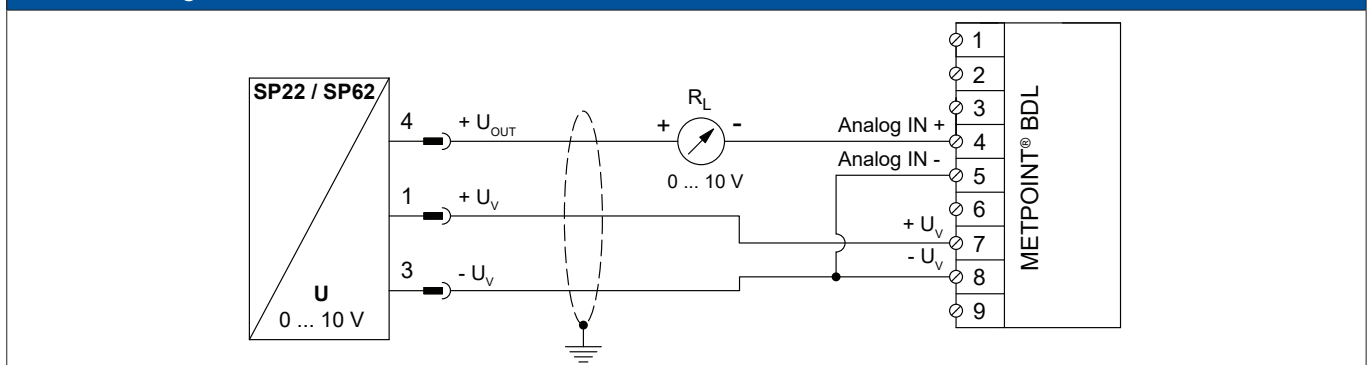 SP22 / SP62
U
0 ... 10 V
4
+ U_OUT
1
+ U_V
3
- U_V
R_L
+
-
0 ... 10 V
Analog IN +
Analog IN -
+ U_V
- U_V
1
2
3
4
5
6
7
8
9
METPOINT® BDL